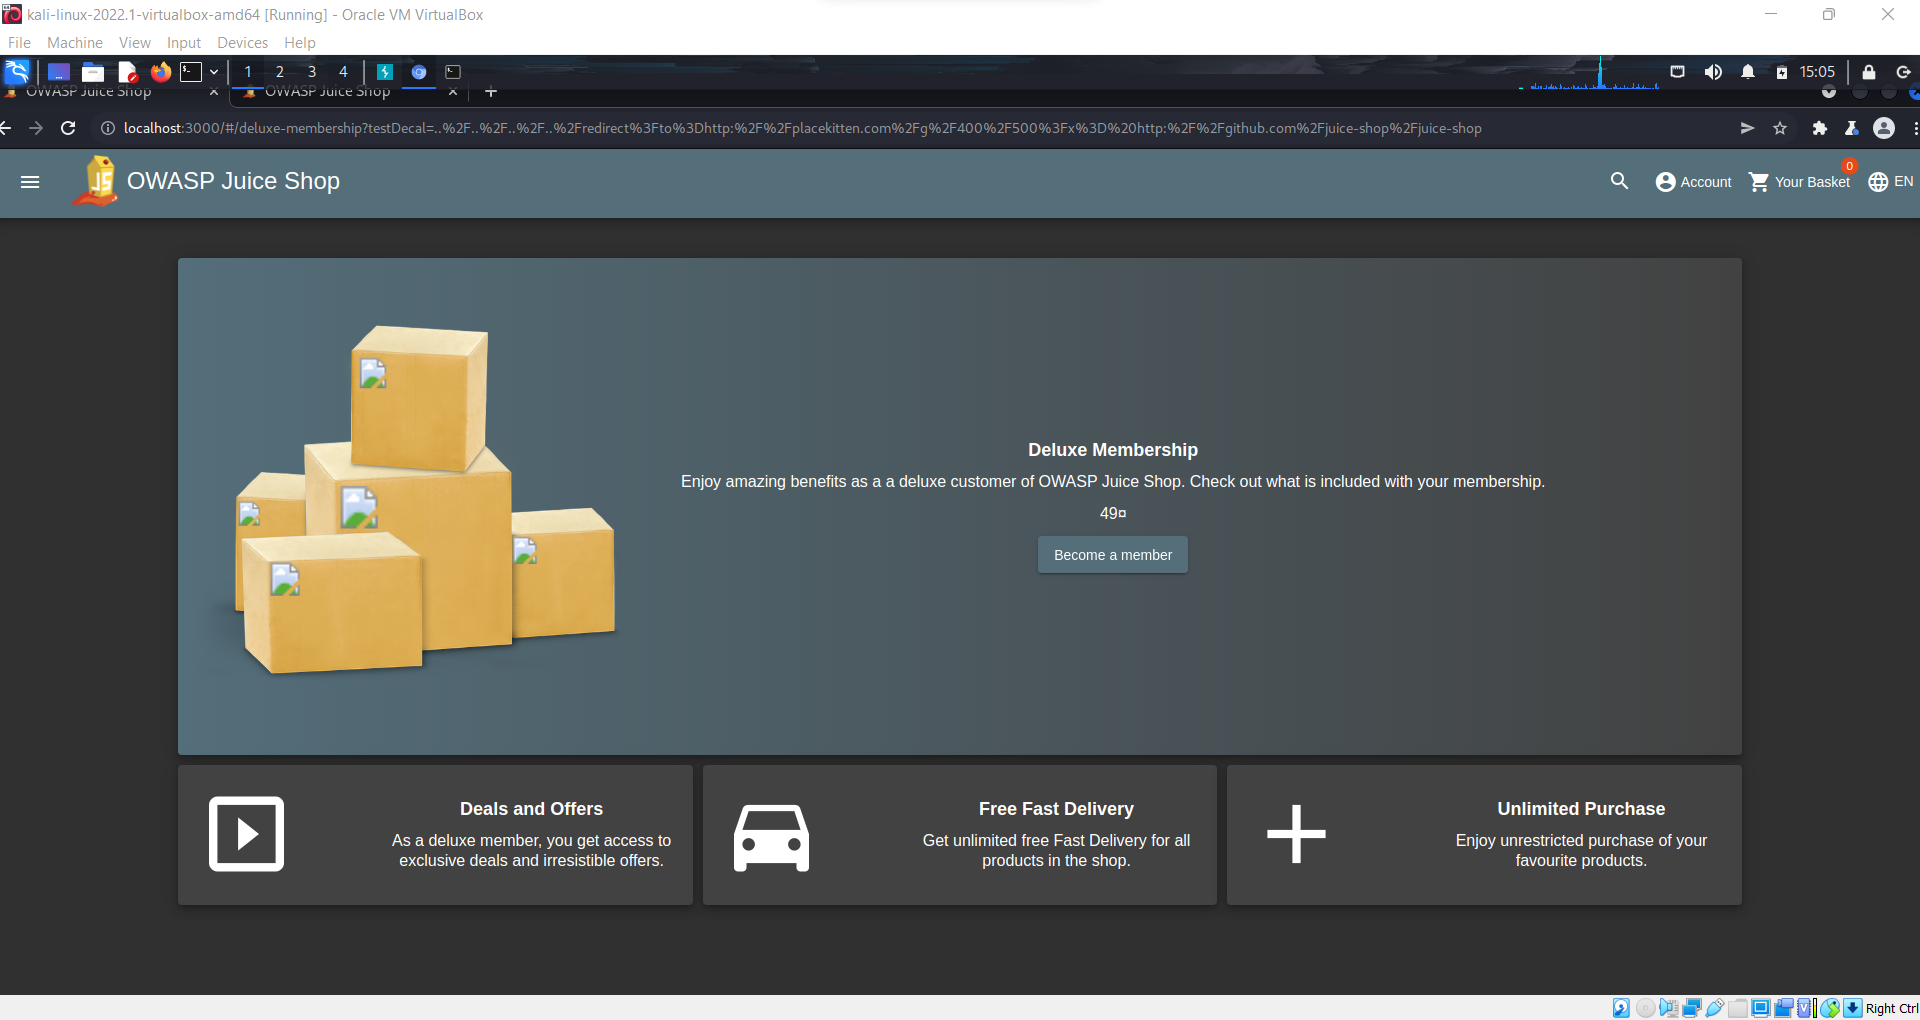 kali-linux-2022.1-virtualbox-amd64 [Running] - Oracle VM VirtualBox
File Machine View Input Devices Help
1 2 3 4 15:05
OWASP Juice Shop OWASP Juice Shop
localhost:3000/#/deluxe-membership?testDecal=..%2F..%2F..%2F..%2Fredirect%3Fto%3Dhttp:%2F%2Fplacekitten.com%2Fg%2F400%2F500%3Fx%3D%20http:%2F%2Fgithub.com%2Fjuice-shop%2Fjuice-shop
OWASP Juice Shop Account Your Basket 0 EN
Deluxe Membership
Enjoy amazing benefits as a a deluxe customer of OWASP Juice Shop. Check out what is included with your membership.
49¤
Become a member
Deals and Offers
As a deluxe member, you get access to
exclusive deals and irresistible offers.
Free Fast Delivery
Get unlimited free Fast Delivery for all
products in the shop.
Unlimited Purchase
Enjoy unrestricted purchase of your
favourite products.
Right Ctrl